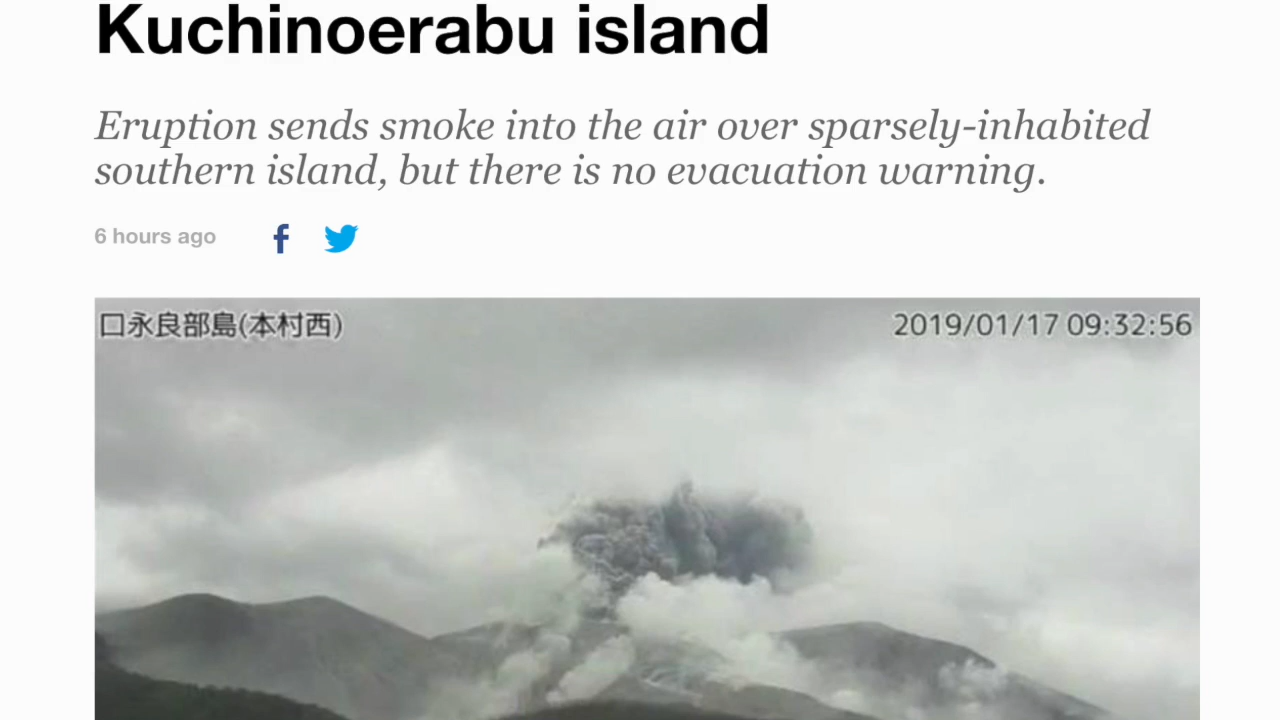 Kuchinoerabu island
Eruption sends smoke into the air over sparsely-inhabited
southern island, but there is no evacuation warning.
6 hours ago
口永良部島(本村西)
2019/01/17 09:32:56